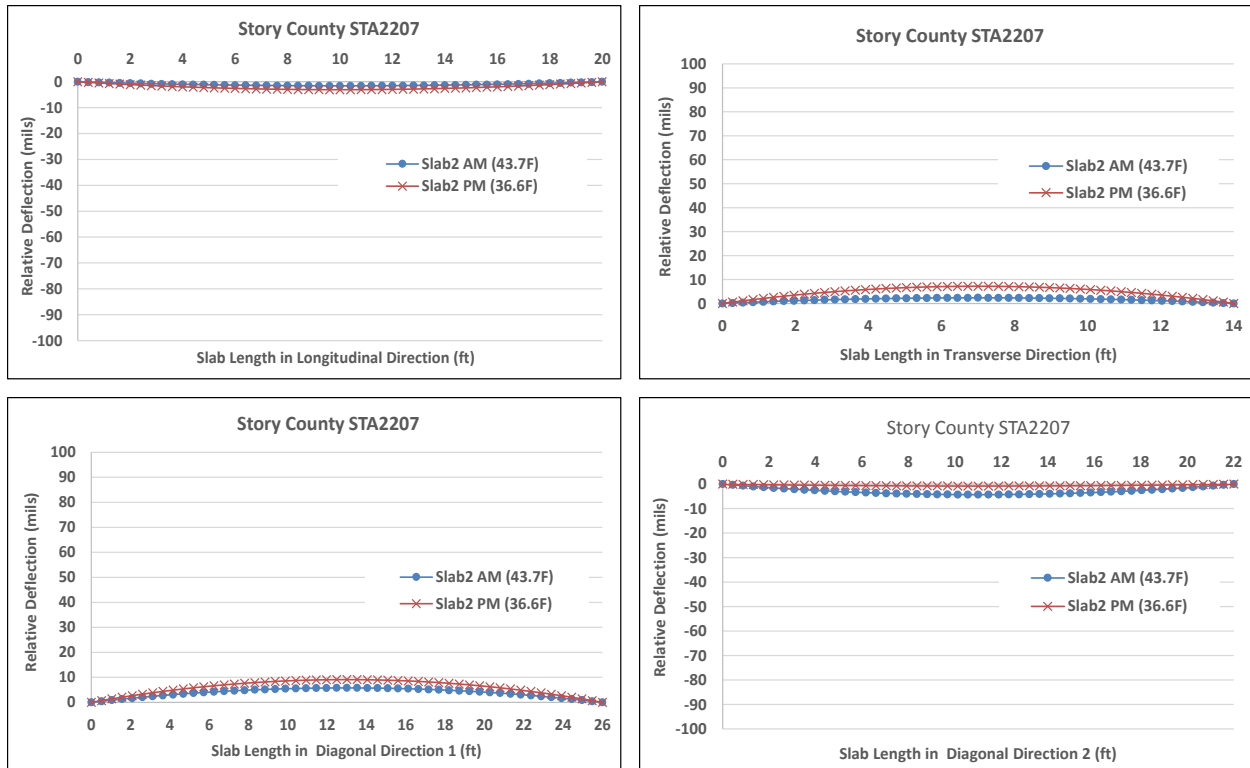 Story County STA2207
0 2 4 6 8 10 12 14 16 18 20
0
-10
-20
-30
-40
-50
-60
-70
-80
-90
-100
Relative Deflection (mils)
Slab2 AM (43.7F)
Slab2 PM (36.6F)
Slab Length in Longitudinal Direction (ft)
Story County STA2207
100
90
80
70
60
50
40
30
20
10
0
Relative Deflection (mils)
Slab2 AM (43.7F)
Slab2 PM (36.6F)
0 2 4 6 8 10 12 14
Slab Length in Transverse Direction (ft)
Story County STA2207
100
90
80
70
60
50
40
30
20
10
0
Relative Deflection (mils)
Slab2 AM (43.7F)
Slab2 PM (36.6F)
0 2 4 6 8 10 12 14 16 18 20 22 24 26
Slab Length in Diagonal Direction 1 (ft)
Story County STA2207
0 2 4 6 8 10 12 14 16 18 20 22
0
-10
-20
-30
-40
-50
-60
-70
-80
-90
-100
Relative Deflection (mils)
Slab2 AM (43.7F)
Slab2 PM (36.6F)
Slab Length in Diagonal Direction 2 (ft)